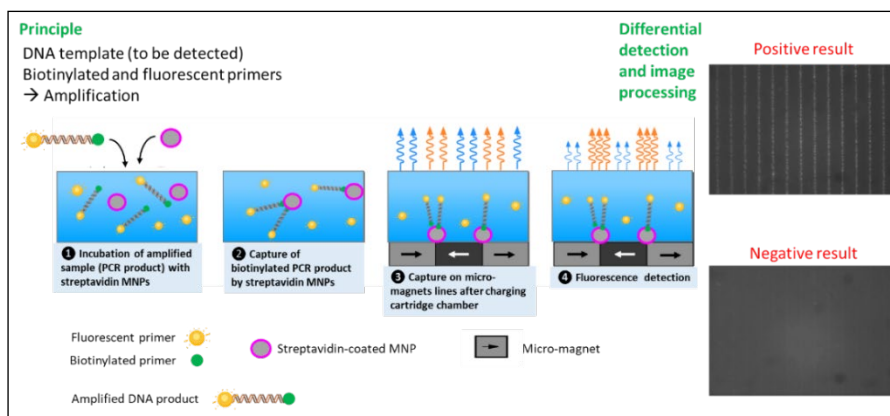 Principle
DNA template (to be detected)
Biotinylated and fluorescent primers
→ Amplification
Differential
detection
and image
processing
Positive result
Negative result
❶ Incubation of amplified
sample (PCR product) with
streptavidin MNPs
❷ Capture of
biotinylated PCR product
by streptavidin MNPs
❸ Capture on micro-
magnets lines after charging
cartridge chamber
❹ Fluorescence detection
Fluorescent primer
Biotinylated primer
Streptavidin-coated MNP
Micro-magnet
Amplified DNA product